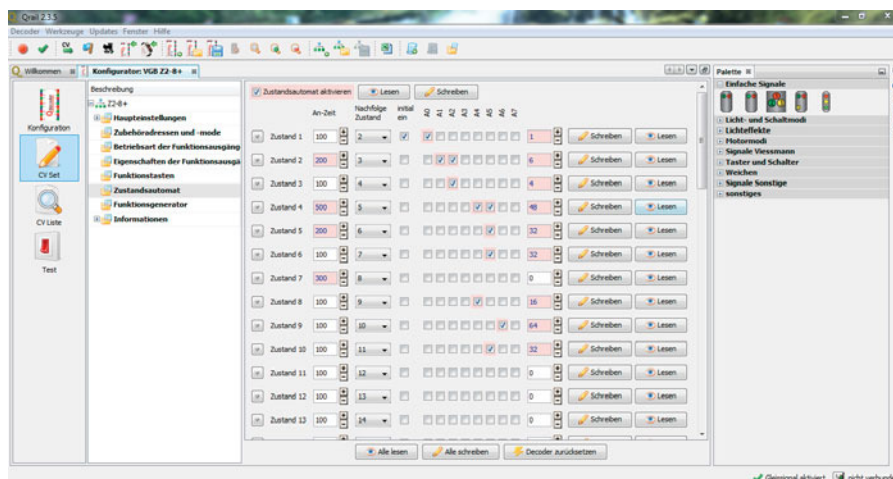 Qrail 2.3.5
Decoder Werkzeuge Updates Fenster Hilfe
CV
Willkommen Konfigurator: VGB Z2-8+
Palette
Konfiguration
CV Set
CV Liste
Test
Beschreibung
Z2-8+
Haupteinstellungen
Zubehöradressen und -mode
Betriebsart der Funktionsausgäng
Eigenschaften der Funktionsausgä
Funktionstasten
Zustandsautomat
Funktionsgenerator
Informationen
Zustandsautomat aktivieren Lesen Schreiben
An-Zeit Nachfolge Zustand initial ein A0 A1 A2 A3 A4 A5 A6 A7
Zustand 1 100 2 1 Schreiben Lesen
Zustand 2 200 3 6 Schreiben Lesen
Zustand 3 100 4 4 Schreiben Lesen
Zustand 4 500 5 48 Schreiben Lesen
Zustand 5 200 6 32 Schreiben Lesen
Zustand 6 100 7 32 Schreiben Lesen
Zustand 7 300 8 0 Schreiben Lesen
Zustand 8 100 9 16 Schreiben Lesen
Zustand 9 100 10 64 Schreiben Lesen
Zustand 10 100 11 32 Schreiben Lesen
Zustand 11 100 12 0 Schreiben Lesen
Zustand 12 100 13 0 Schreiben Lesen
Zustand 13 100 14 0 Schreiben Lesen
Alle lesen Alle schreiben Decoder zurücksetzen
Einfache Signale
Licht- und Schaltmodi
Lichteffekte
Motormodi
Signale Viessmann
Taster und Schalter
Weichen
Signale Sonstige
sonstiges
Gleissignal aktiviert nicht verbunde